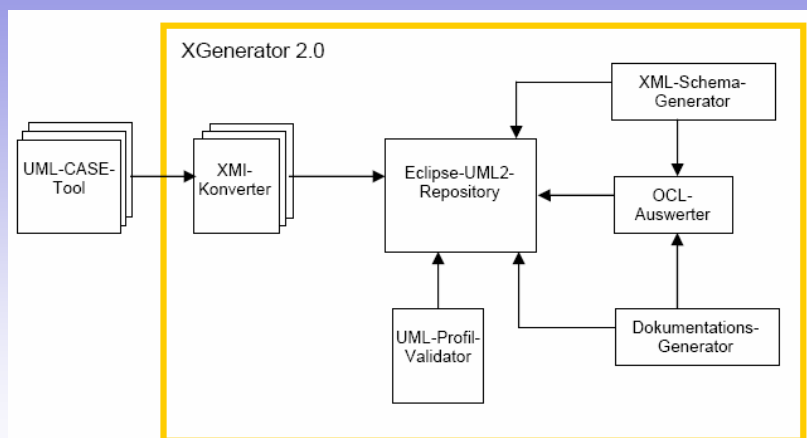 XGenerator 2.0
UML-CASE-
Tool
XMI-
Konverter
Eclipse-UML2-
Repository
XML-Schema-
Generator
OCL-
Auswerter
UML-Profil-
Validator
Dokumentations-
Generator